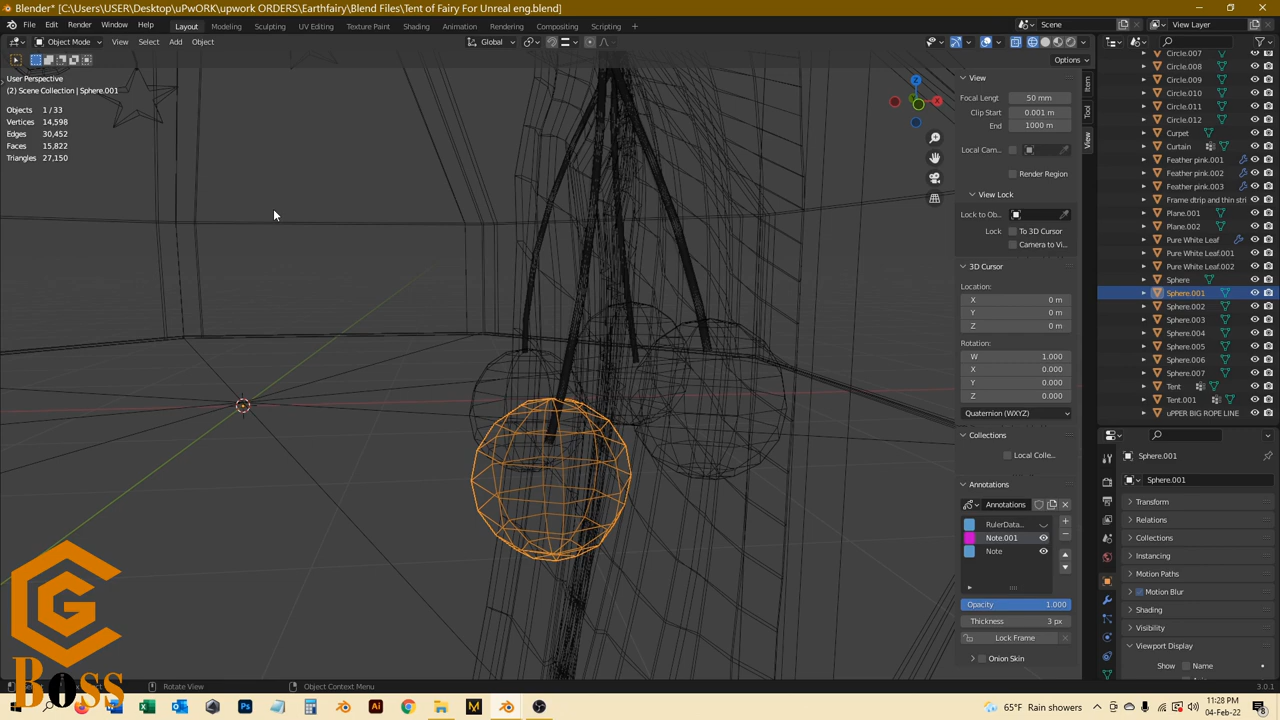 Blender* [C:\USERS\USER\Desktop\uPwORK\upwork ORDERS\Earthfairy\Blend Files\Tent of Fairy For Unreal eng.blend]
File Edit Render Window Help Layout Modeling Sculpting UV Editing Texture Paint Shading Animation Rendering Compositing Scripting Scene View Layer
Object Mode View Select Add Object Global
Options
User Perspective
(2) Scene Collection | Sphere.001
Objects 1 / 33
Vertices 14,598
Edges 30,452
Faces 15,822
Triangles 27,150
Z
X
View
Focal Lengt 50 mm
Clip Start 0.001 m
End 1000 m
Local Cam...
Render Region
View Lock
Lock to Ob...
Lock To 3D Cursor
Camera to Vi...
3D Cursor
Location:
X 0 m
Y 0 m
Z 0 m
Rotation:
W 1.000
X 0.000
Y 0.000
Z 0.000
Quaternion (WXYZ)
Collections
Local Colle...
Annotations
Annotations
RulerData...
Note.001
Note
Opacity 1.000
Thickness 3 px
Lock Frame
Onion Skin
Item
Tool
View
Circle.007
Circle.008
Circle.009
Circle.010
Circle.011
Circle.012
Curpet
Curtain
Feather pink.001
Feather pink.002
Feather pink.003
Frame dtrip and thin stri
Plane.001
Plane.002
Pure White Leaf
Pure White Leaf.001
Pure White Leaf.002
Sphere
Sphere.001
Sphere.002
Sphere.003
Sphere.004
Sphere.005
Sphere.006
Sphere.007
Tent
Tent.001
uPPER BIG ROPE LINE
Sphere.001
Sphere.001
Transform
Relations
Collections
Instancing
Motion Paths
Motion Blur
Shading
Visibility
Viewport Display
Show Name
Boss
Rotate View Object Context Menu 3.0.1
65°F Rain showers 11:28 PM
04-Feb-22